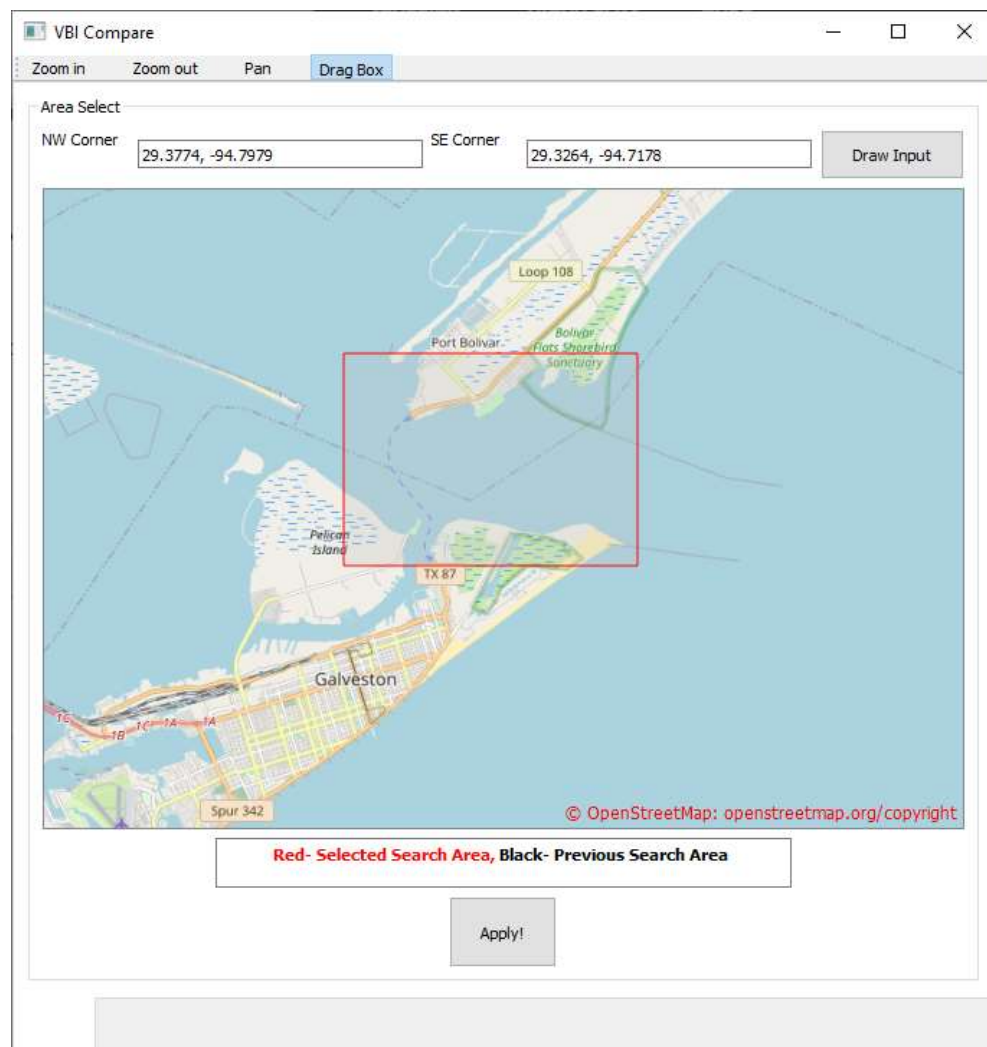 VBI Compare
Zoom in Zoom out Pan Drag Box
Area Select
NW Corner 29.3774, -94.7979 SE Corner 29.3264, -94.7178 Draw Input
Loop 108
Port Bolivar
Bolivar
Flats Shorebird
Sanctuary
Pelican
Island
TX 87
Galveston
1C
1B
1C
1A
1A
Spur 342
© OpenStreetMap: openstreetmap.org/copyright
Red- Selected Search Area, Black- Previous Search Area
Apply!